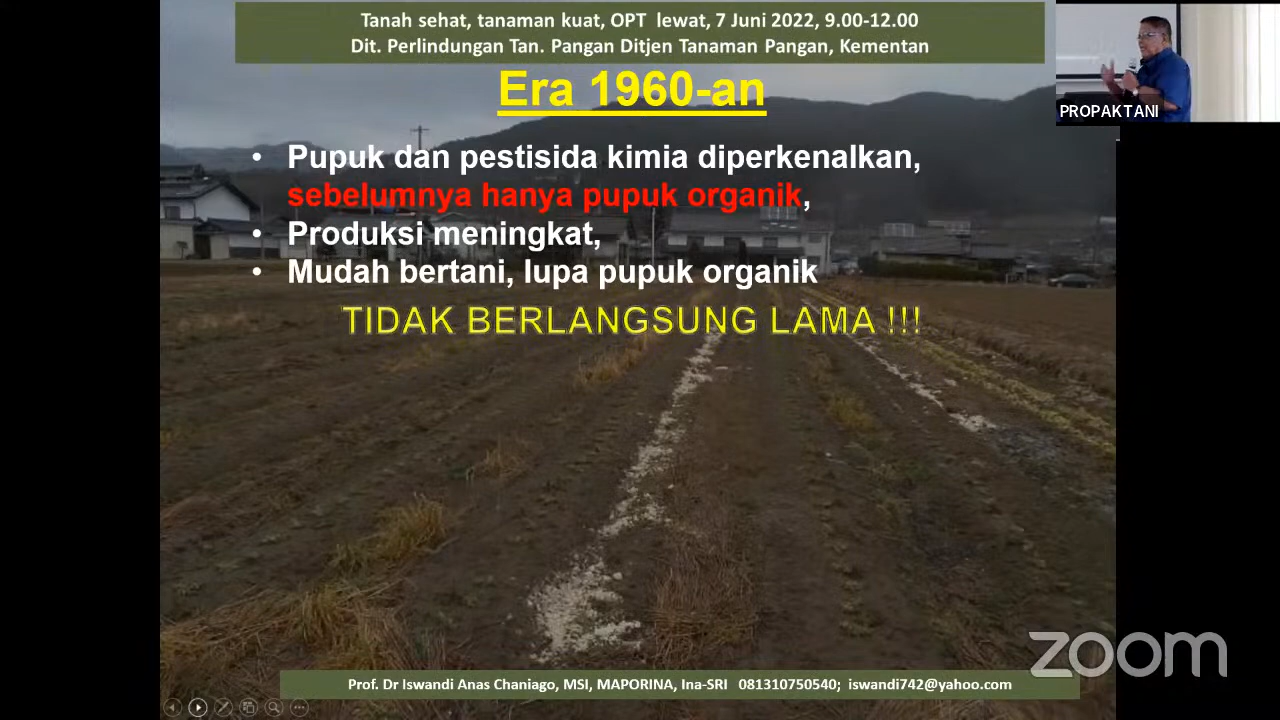 Tanah sehat, tanaman kuat, OPT lewat, 7 Juni 2022, 9.00-12.00
Dit. Perlindungan Tan. Pangan Ditjen Tanaman Pangan, Kementan
Era 1960-an
PROPAKTANI
• Pupuk dan pestisida kimia diperkenalkan,
sebelumnya hanya pupuk organik,
• Produksi meningkat,
• Mudah bertani, lupa pupuk organik
TIDAK BERLANGSUNG LAMA !!!
zoom
Prof. Dr Iswandi Anas Chaniago, MSI, MAPORINA, Ina-SRI 081310750540; iswandi742@yahoo.com